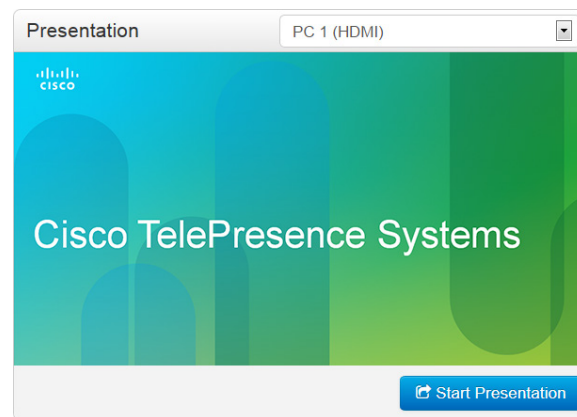 Presentation
PC 1 (HDMI)
CISCO
Cisco TelePresence Systems
Start Presentation